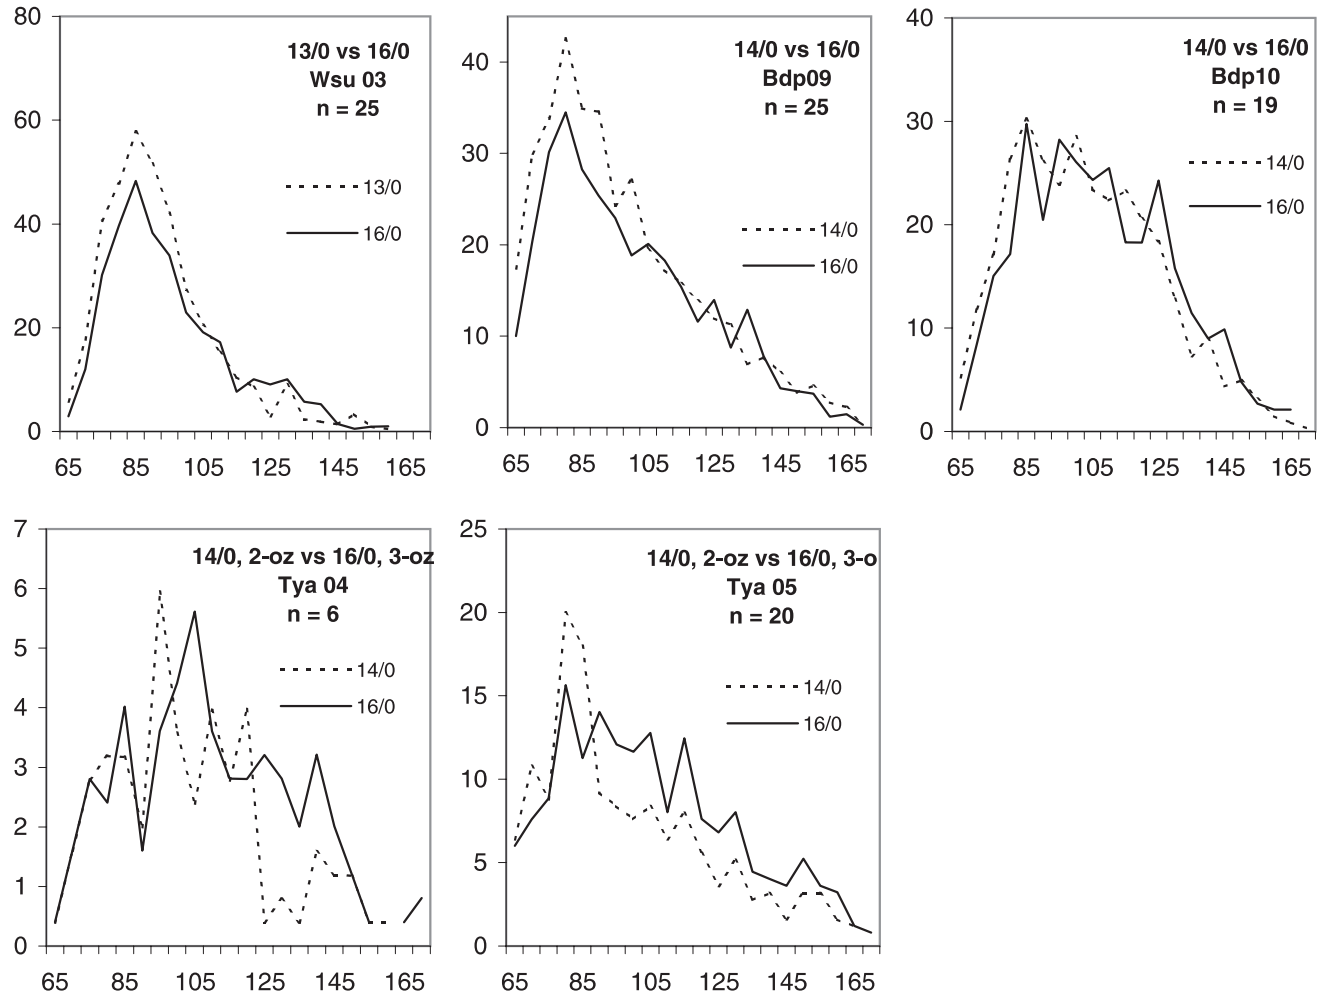 80
60
40
20
0
13/0 vs 16/0
Wsu 03
n = 25
13/0
16/0
65 85 105 125 145 165
40
30
20
10
0
14/0 vs 16/0
Bdp09
n = 25
14/0
16/0
65 85 105 125 145 165
40
30
20
10
0
14/0 vs 16/0
Bdp10
n = 19
14/0
16/0
65 85 105 125 145 165
7
6
5
4
3
2
1
0
14/0, 2-oz vs 16/0, 3-oz
Tya 04
n = 6
14/0
16/0
65 85 105 125 145 165
25
20
15
10
5
0
14/0, 2-oz vs 16/0, 3-o
Tya 05
n = 20
14/0
16/0
65 85 105 125 145 165